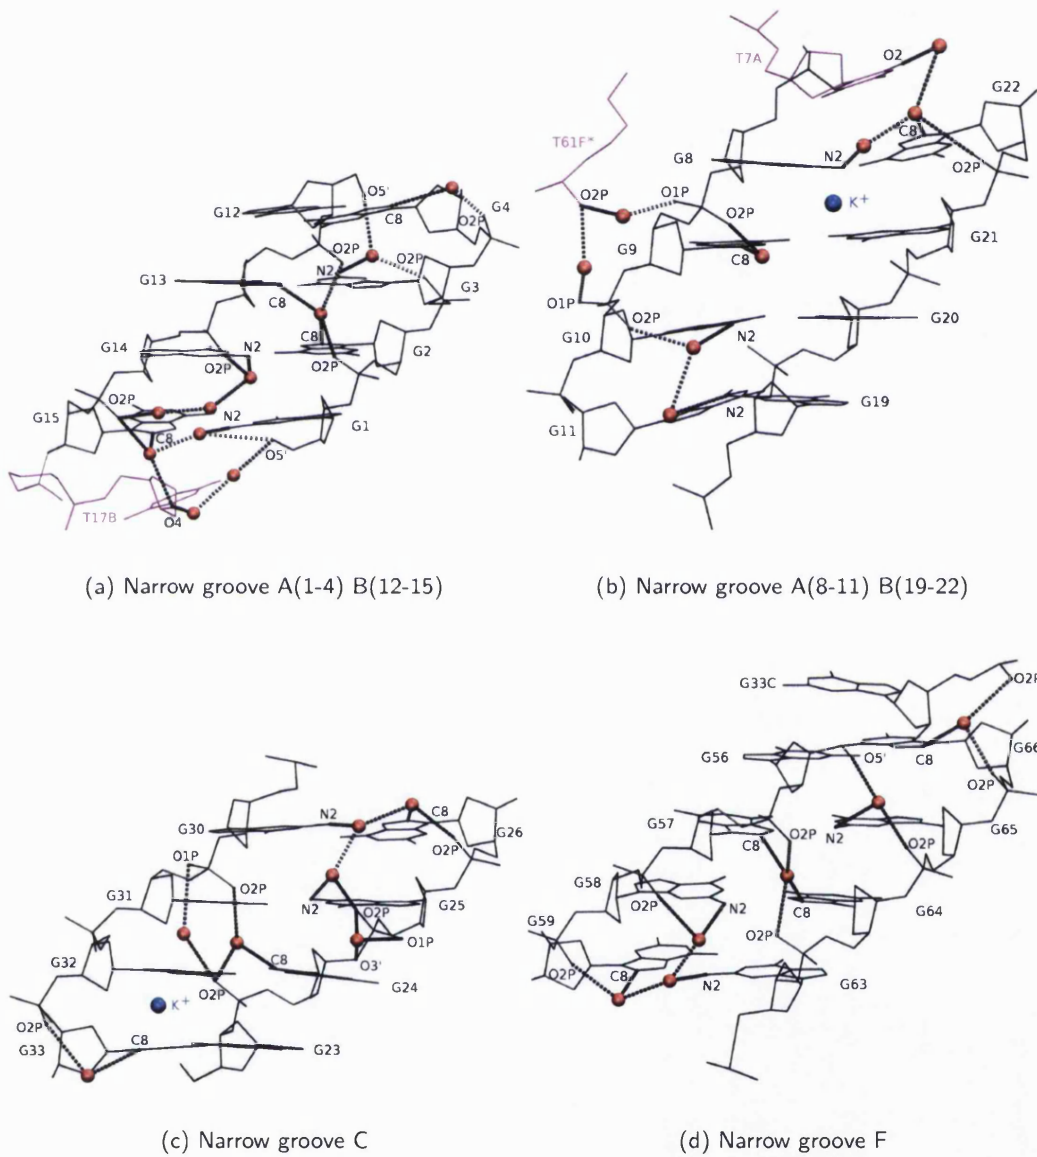 O5'
G12
C8
G4
O2P
O2P
N2
O2P
G13
G3
C8
C8
G14
N2
O2P
O2P
G2
O2P
G15
C8
N2
G1
O5'
T17B
O4
(a) Narrow groove A(1-4) B(12-15)
T7A
O2
G22
T61F*
C8
G8
N2
O2P
O2P
O1P
K+
O2P
G9
G21
C8
O1P
O2P
G10
N2
G20
N2
G19
G11
(b) Narrow groove A(8-11) B(19-22)
N2
C8
G30
G26
O2P
O1P
O2P
G31
N2
O2P
G25
O1P
G32
C8
O3'
O2P
G24
K+
O2P
G33
C8
G23
(c) Narrow groove C
G33C
O2P
G56
O5'
C8
G66
O2P
G57
O2P
N2
G65
C8
O2P
G58
O2P
N2
C8
G64
G59
O2P
O2P
C8
N2
G63
(d) Narrow groove F